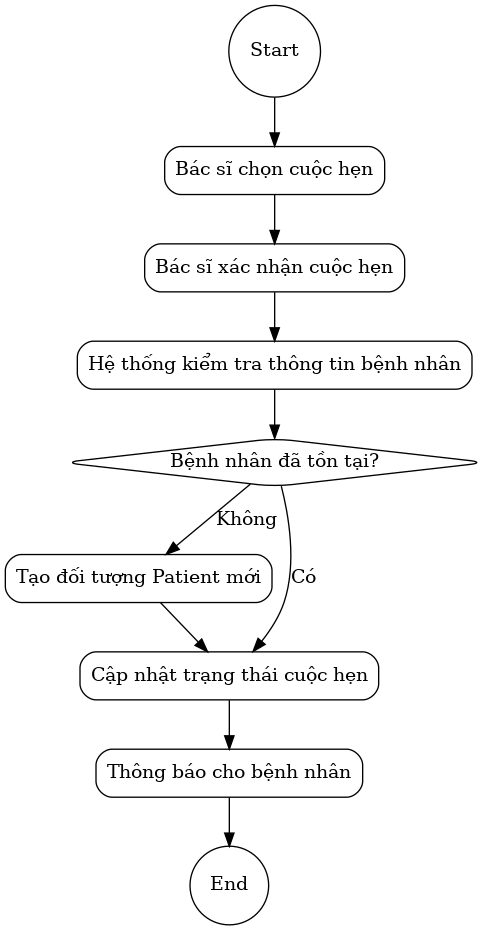 Start
Bác sĩ chọn cuộc hẹn
Bác sĩ xác nhận cuộc hẹn
Hệ thống kiểm tra thông tin bệnh nhân
Bệnh nhân đã tồn tại?
Không
Tạo đối tượng Patient mới
Có
Cập nhật trạng thái cuộc hẹn
Thông báo cho bệnh nhân
End